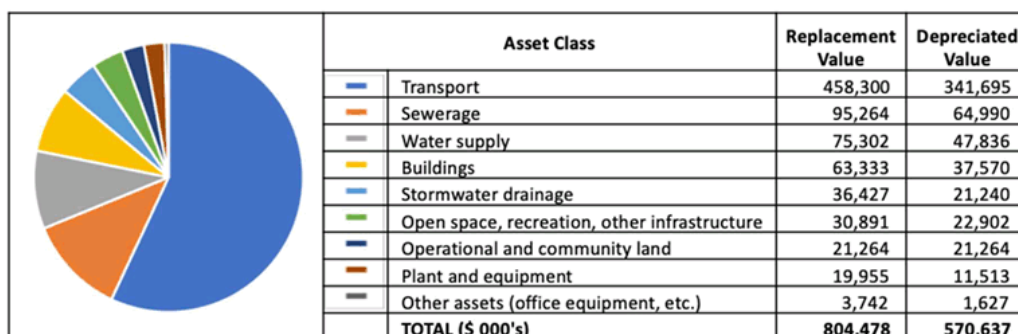 Asset Class Replacement Value Depreciated Value
Transport 458,300 341,695
Sewerage 95,264 64,990
Water supply 75,302 47,836
Buildings 63,333 37,570
Stormwater drainage 36,427 21,240
Open space, recreation, other infrastructure 30,891 22,902
Operational and community land 21,264 21,264
Plant and equipment 19,955 11,513
Other assets (office equipment, etc.) 3,742 1,627
TOTAL ($ 000's) 804,478 570,637